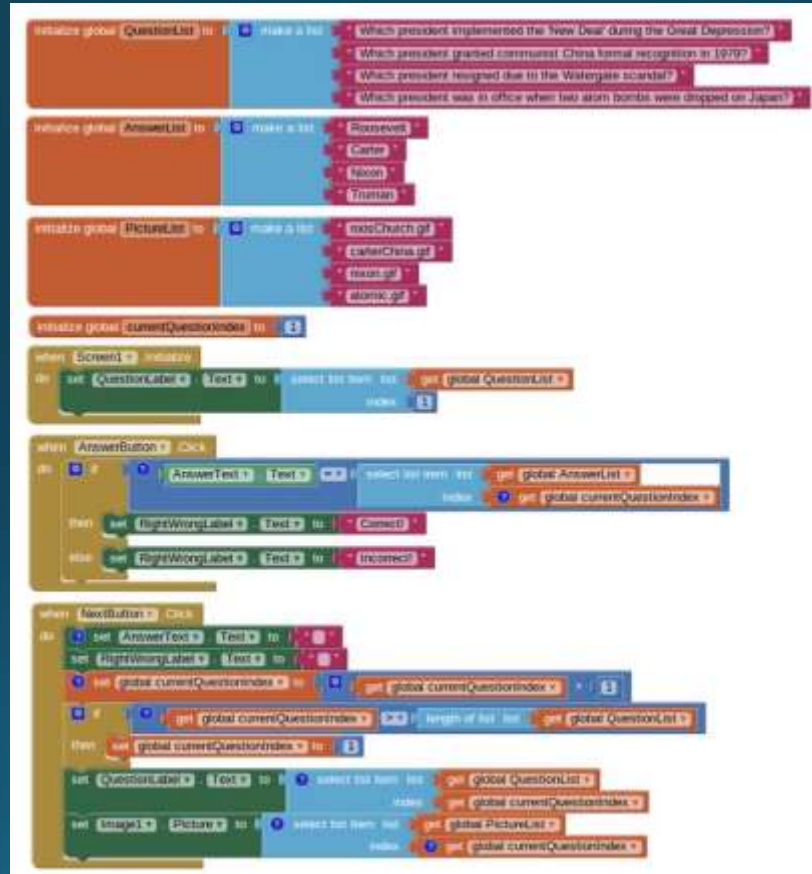 initialize global QuestionList to make a list " Which president implemented the 'New Deal' during the Great Depression? "
" Which president granted communist China formal recognition in 1979? "
" Which president resigned due to the Watergate scandal? "
" Which president was in office when two atom bombs were dropped on Japan? "
initialize global AnswerList to make a list " Roosevelt "
" Carter "
" Nixon "
" Truman "
initialize global PictureList to make a list " roosChurch.gif "
" carterChina.gif "
" nixon.gif "
" atomic.gif "
initialize global currentQuestionIndex to 1
when Screen1 .Initialize
do set QuestionLabel . Text to select list item list get global QuestionList
index 1
when AnswerButton .Click
do if AnswerText . Text = select list item list get global AnswerList
index get global currentQuestionIndex
then set RightWrongLabel . Text to " Correct! "
else set RightWrongLabel . Text to " Incorrect! "
when NextButton .Click
do set AnswerText . Text to " "
set RightWrongLabel . Text to " "
set global currentQuestionIndex to get global currentQuestionIndex + 1
if get global currentQuestionIndex > length of list list get global QuestionList
then set global currentQuestionIndex to 1
set QuestionLabel . Text to select list item list get global QuestionList
index get global currentQuestionIndex
set Image1 . Picture to select list item list get global PictureList
index get global currentQuestionIndex